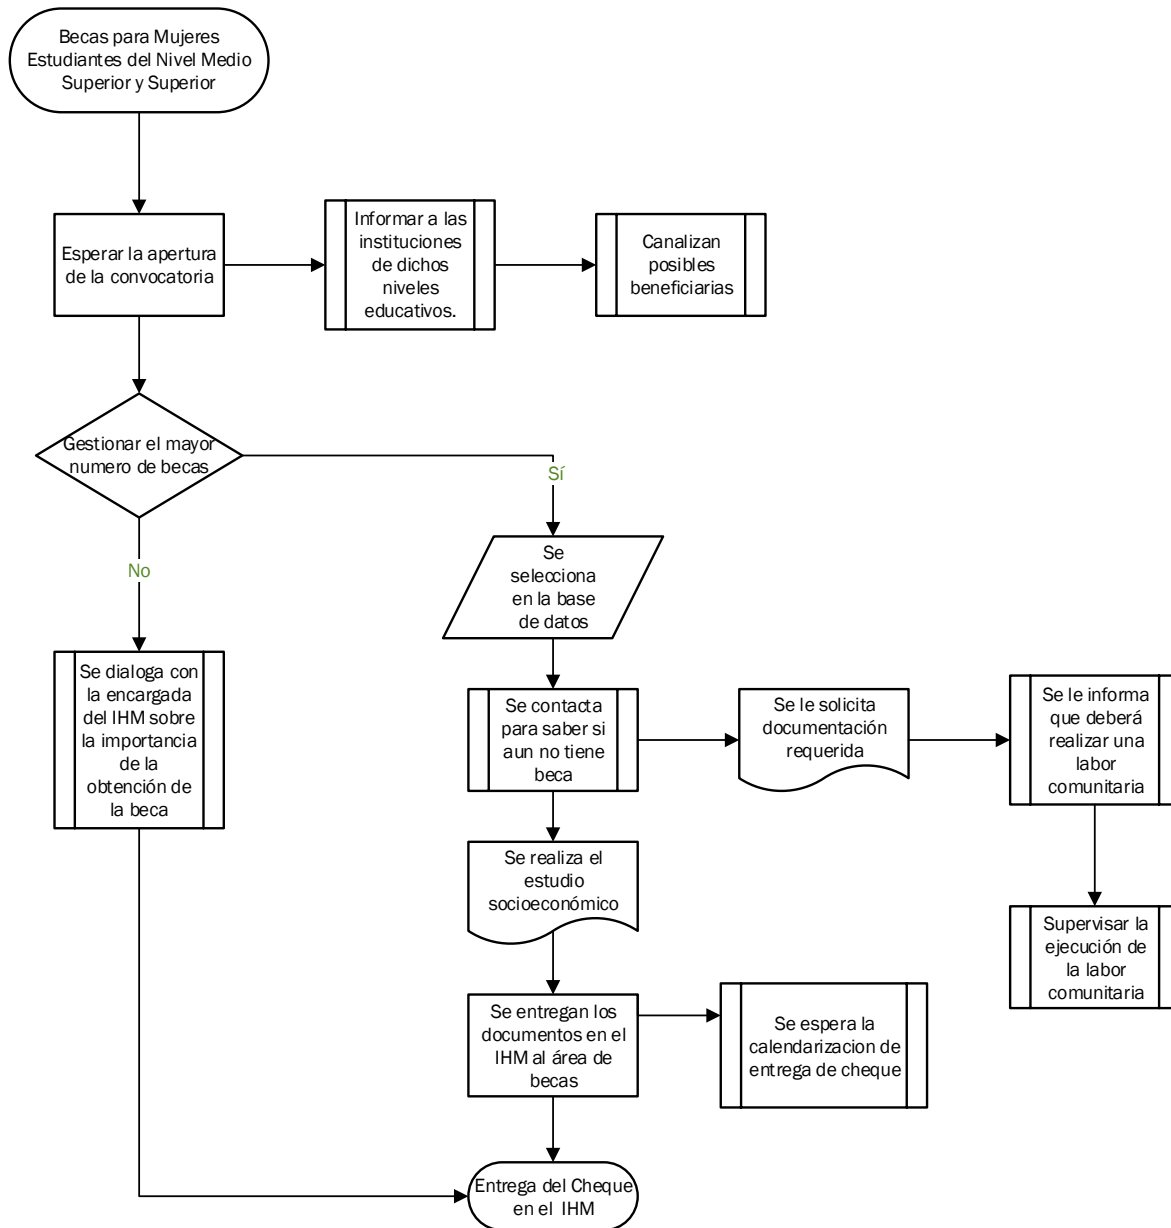 Becas para Mujeres
Estudiantes del Nivel Medio
Superior y Superior
Esperar la apertura
de la convocatoria
Informar a las
instituciones
de dichos
niveles
educativos.
Canalizan
posibles
beneficiarias
Gestionar el mayor
numero de becas
Sí
No
Se
selecciona
en la base
de datos
Se dialoga con
la encargada
del IHM sobre
la importancia
de la
obtención de
la beca
Se contacta
para saber si
aun no tiene
beca
Se le solicita
documentación
requerida
Se le informa
que deberá
realizar una
labor
comunitaria
Se realiza el
estudio
socioeconómico
Supervisar la
ejecución de
la labor
comunitaria
Se entregan los
documentos en el
IHM al área de
becas
Se espera la
calendarizacion de
entrega de cheque
Entrega del Cheque
en el IHM